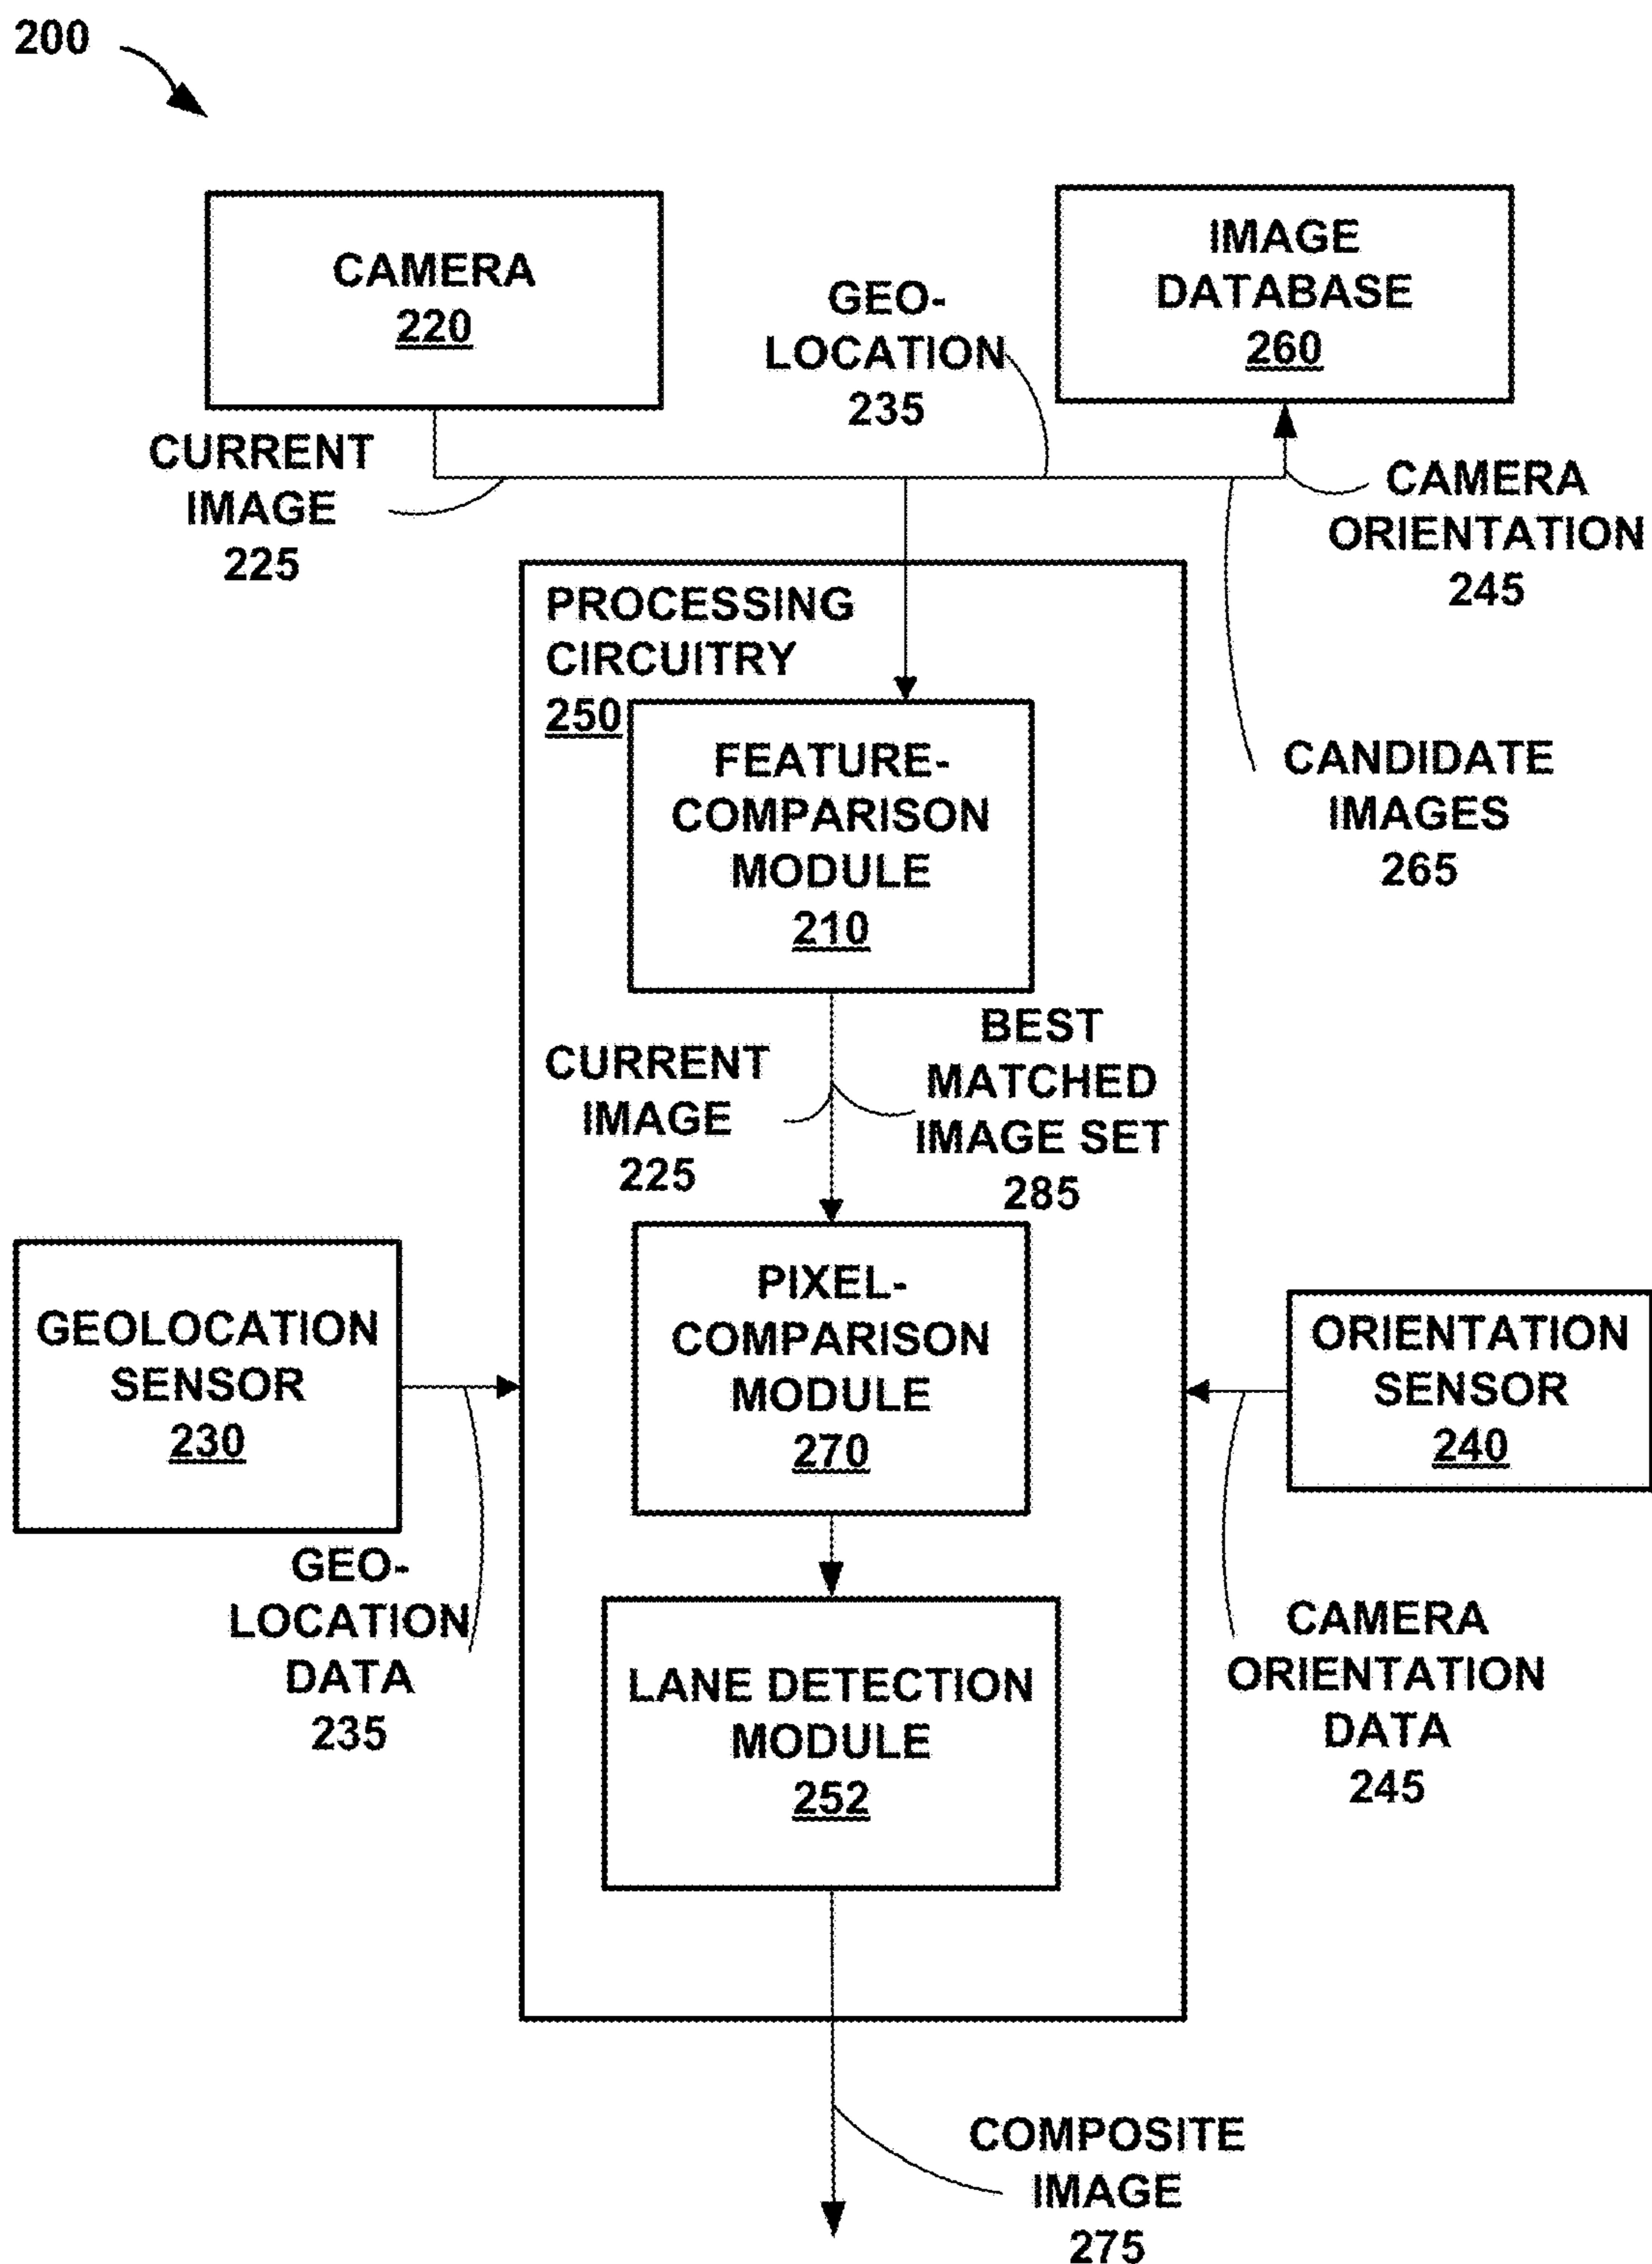 200
CAMERA
220
IMAGE
DATABASE
260
GEO-
LOCATION
235
CURRENT
IMAGE
225
CAMERA
ORIENTATION
245
PROCESSING
CIRCUITRY
250
FEATURE-
COMPARISON
MODULE
210
CANDIDATE
IMAGES
265
CURRENT
IMAGE
225
BEST
MATCHED
IMAGE SET
285
GEOLOCATION
SENSOR
230
PIXEL-
COMPARISON
MODULE
270
ORIENTATION
SENSOR
240
GEO-
LOCATION
DATA
235
LANE DETECTION
MODULE
252
CAMERA
ORIENTATION
DATA
245
COMPOSITE
IMAGE
275